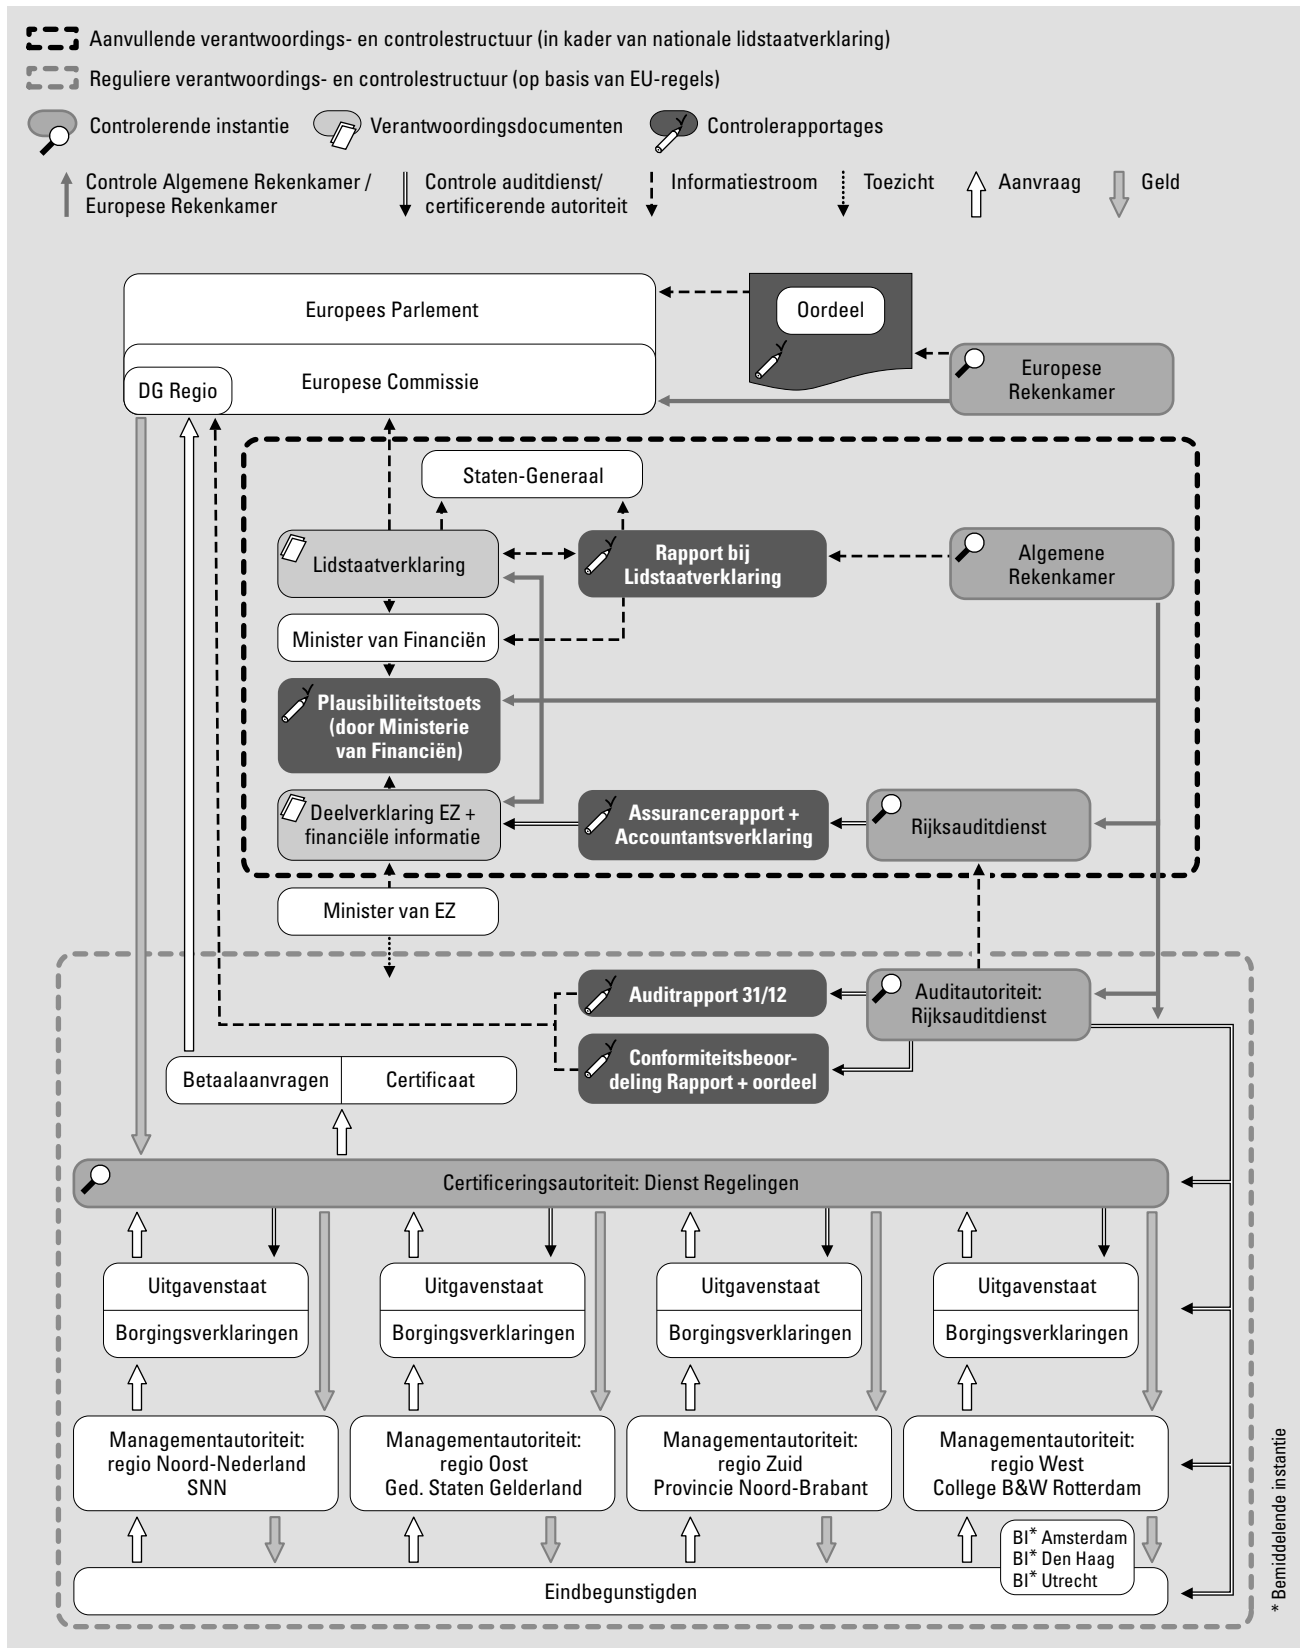 Aanvullende verantwoordings- en controlestructuur (in kader van nationale lidstaatverklaring)
Reguliere verantwoordings- en controlestructuur (op basis van EU-regels)
Controlerende instantie
Verantwoordingsdocumenten
Controlerapportages
Controle Algemene Rekenkamer /
Europese Rekenkamer
Controle auditdienst/
certificerende autoriteit
Informatiestroom
Toezicht
Aanvraag
Geld
Europees Parlement
Oordeel
Europese Commissie
DG Regio
Europese
Rekenkamer
Staten-Generaal
Lidstaatverklaring
Rapport bij
Lidstaatverklaring
Algemene
Rekenkamer
Minister van Financiën
Plausibiliteitstoets
(door Ministerie
van Financiën)
Deelverklaring EZ +
financiële informatie
Assurancerapport +
Accountantsverklaring
Rijksauditdienst
Minister van EZ
Auditrapport 31/12
Auditautoriteit:
Rijksauditdienst
Conformiteitsbeoor-
deling Rapport + oordeel
Betaalaanvragen
Certificaat
Certificeringsautoriteit: Dienst Regelingen
Uitgavenstaat
Borgingsverklaringen
Uitgavenstaat
Borgingsverklaringen
Uitgavenstaat
Borgingsverklaringen
Uitgavenstaat
Borgingsverklaringen
Managementautoriteit:
regio Noord-Nederland
SNN
Managementautoriteit:
regio Oost
Ged. Staten Gelderland
Managementautoriteit:
regio Zuid
Provincie Noord-Brabant
Managementautoriteit:
regio West
College B&W Rotterdam
BI* Amsterdam
BI* Den Haag
BI* Utrecht
Eindbegunstigden
* Bemiddelende instantie